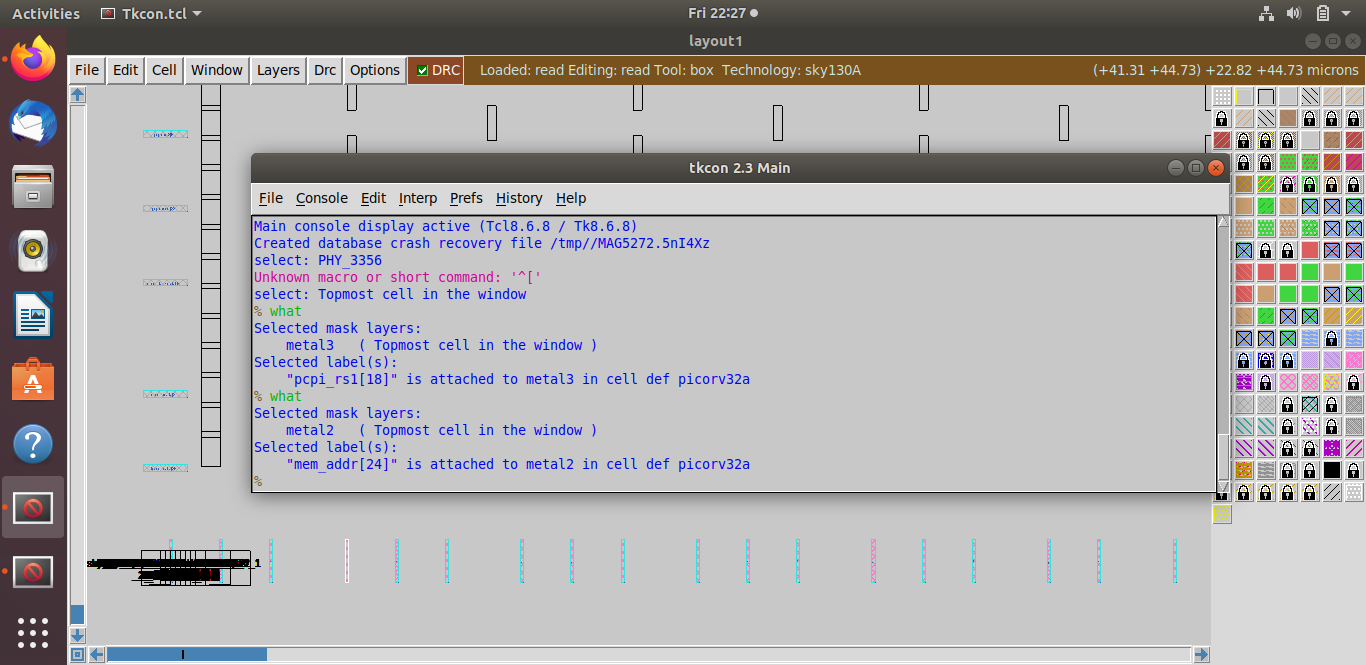 Activities
Tkcon.tcl
Fri 22:27
layout1
File Edit Cell Window Layers Drc Options DRC Loaded: read Editing: read Tool: box Technology: sky130A (+41.31 +44.73) +22.82 +44.73 microns
tkcon 2.3 Main
File Console Edit Interp Prefs History Help
Main console display active (Tcl8.6.8 / Tk8.6.8)
Created database crash recovery file /tmp//MAG5272.5nI4Xz
select: PHY_3356
Unknown macro or short command: '^['
select: Topmost cell in the window
% what
Selected mask layers:
metal3 ( Topmost cell in the window )
Selected label(s):
"pcpi_rs1[18]" is attached to metal3 in cell def picorv32a
% what
Selected mask layers:
metal2 ( Topmost cell in the window )
Selected label(s):
"mem_addr[24]" is attached to metal2 in cell def picorv32a
%